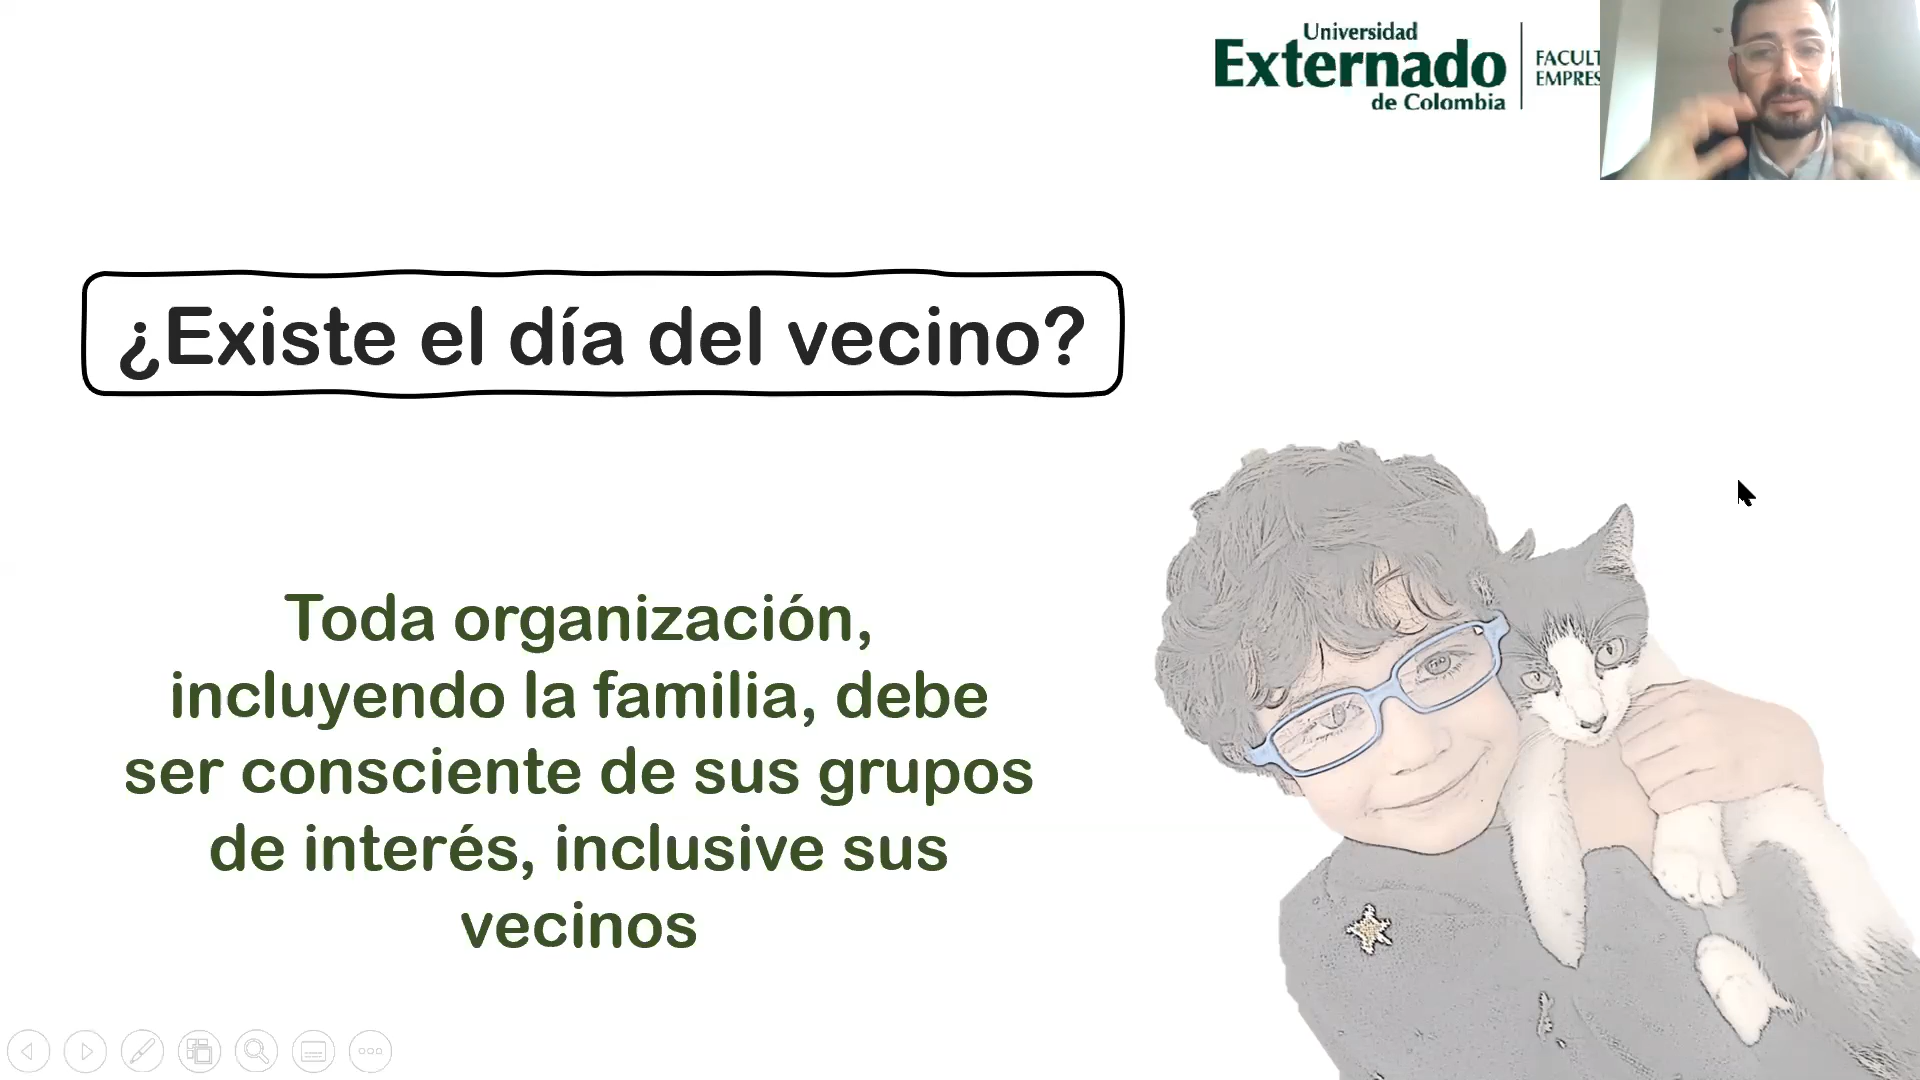 Universidad
Externado
de Colombia
¿Existe el día del vecino?
Toda organización,
incluyendo la familia, debe
ser consciente de sus grupos
de interés, inclusive sus
vecinos